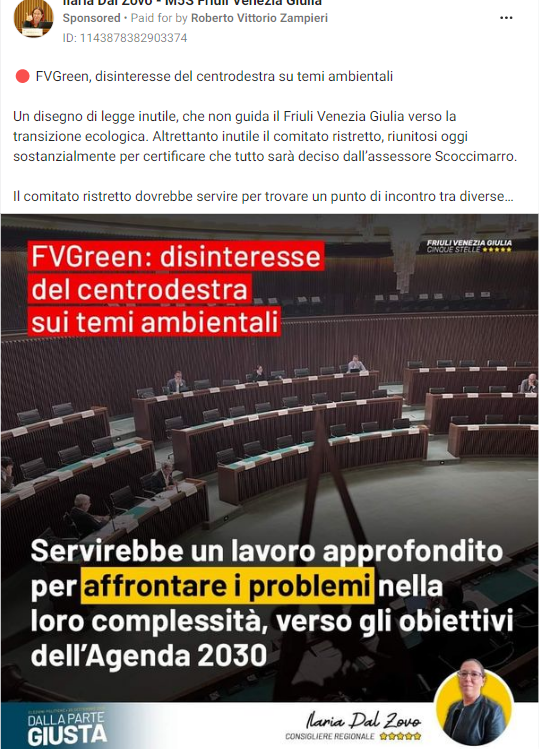 Ilaria Dal Zovo - M5S Friuli Venezia Giulia
Sponsored • Paid for by Roberto Vittorio Zampieri
ID: 1143878382903374
FVGreen, disinteresse del centrodestra su temi ambientali
Un disegno di legge inutile, che non guida il Friuli Venezia Giulia verso la
transizione ecologica. Altrettanto inutile il comitato ristretto, riunitosi oggi
sostanzialmente per certificare che tutto sarà deciso dall'assessore Scoccimarro.
Il comitato ristretto dovrebbe servire per trovare un punto di incontro tra diverse...
FRIULI VENEZIA GIULIA
CINQUE STELLE
FVGreen: disinteresse
del centrodestra
sui temi ambientali
Servirebbe un lavoro approfondito
per affrontare i problemi nella
loro complessità, verso gli obiettivi
dell'Agenda 2030
DALLA PARTE
GIUSTA
Ilaria Dal Zovo
CONSIGLIERE REGIONALE